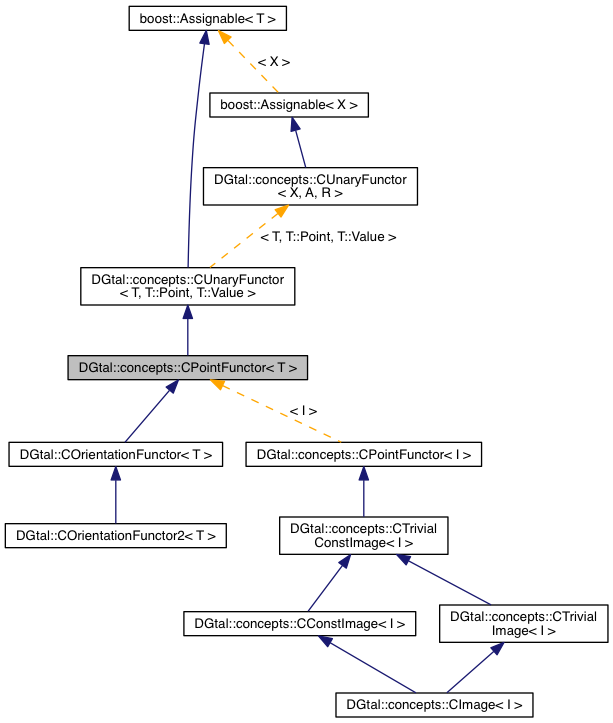 boost::Assignable< T >
< X >
boost::Assignable< X >
DGtal::concepts::CUnaryFunctor
< X, A, R >
< T, T::Point, T::Value >
DGtal::concepts::CUnaryFunctor
< T, T::Point, T::Value >
DGtal::concepts::CPointFunctor< T >
< I >
DGtal::COrientationFunctor< T >
DGtal::concepts::CPointFunctor< I >
DGtal::COrientationFunctor2< T >
DGtal::concepts::CTrivial
ConstImage< I >
DGtal::concepts::CConstImage< I >
DGtal::concepts::CTrivial
Image< I >
DGtal::concepts::CImage< I >